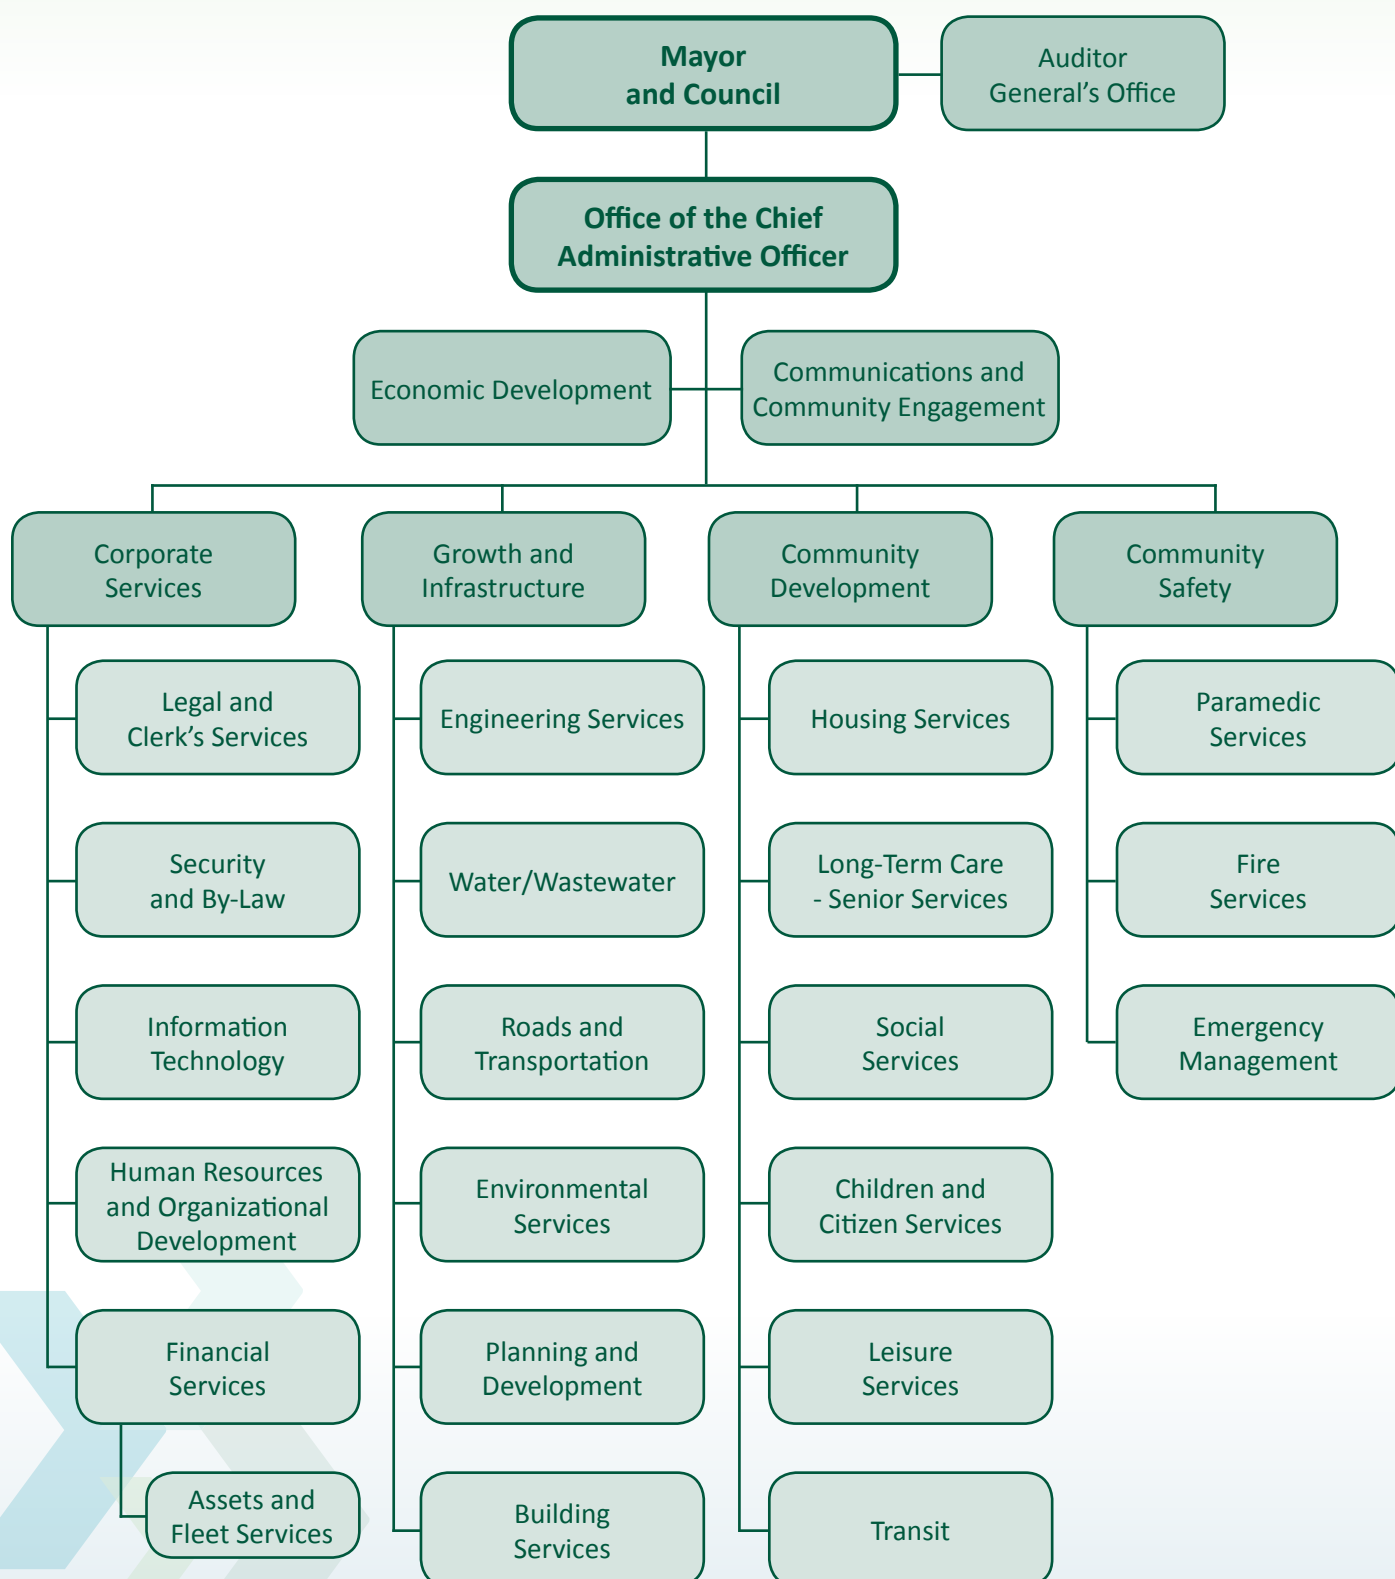 Mayor
and Council
Auditor
General’s Office
Office of the Chief
Administrative Officer
Economic Development
Communications and
Community Engagement
Corporate
Services
Growth and
Infrastructure
Community
Development
Community
Safety
Legal and
Clerk’s Services
Engineering Services
Housing Services
Paramedic
Services
Security
and By-Law
Water/Wastewater
Long-Term Care
- Senior Services
Fire
Services
Information
Technology
Roads and
Transportation
Social
Services
Emergency
Management
Human Resources
and Organizational
Development
Environmental
Services
Children and
Citizen Services
Financial
Services
Planning and
Development
Leisure
Services
Assets and
Fleet Services
Building
Services
Transit